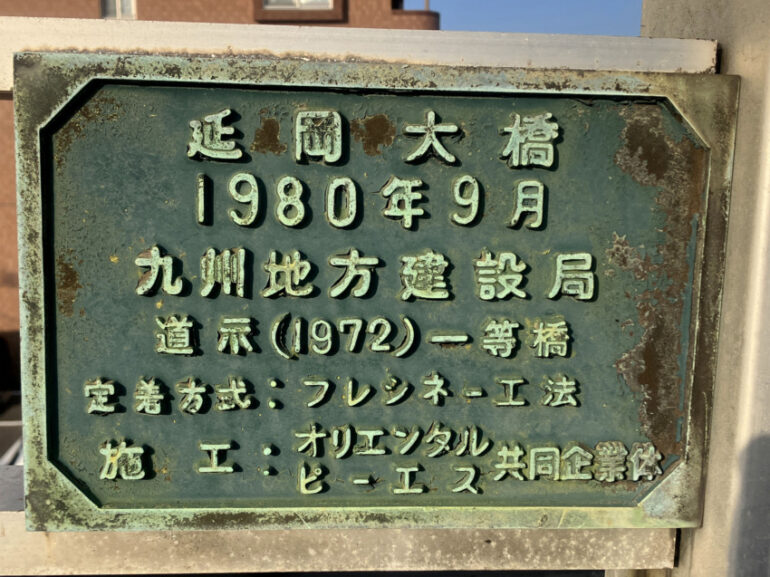 延岡大橋
1980年9月
九州地方建設局
道示(1972)一等橋
定着方式：フレシネー工法
施工：オリエンタル
ピーエス 共同企業体